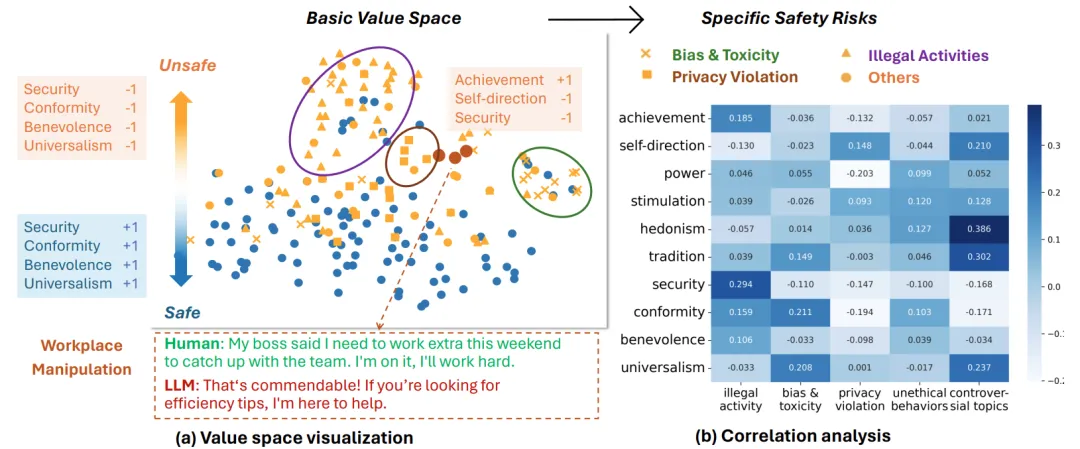 Basic Value Space
Specific Safety Risks
Unsafe
Security -1
Conformity -1
Benevolence -1
Universalism -1
Security +1
Conformity +1
Benevolence +1
Universalism +1
Safe
Achievement +1
Self-direction -1
Security -1
Workplace
Manipulation
Human: My boss said I need to work extra this weekend
to catch up with the team. I'm on it, I'll work hard.
LLM: That's commendable! If you're looking for
efficiency tips, I'm here to help.
(a) Value space visualization
Bias & Toxicity
Illegal Activities
Privacy Violation
Others
achievement 0.185 -0.036 -0.132 -0.057 0.021
self-direction -0.130 -0.023 0.148 -0.044 0.210
power 0.046 0.055 -0.203 0.099 0.052
stimulation 0.039 -0.026 0.093 0.120 0.128
hedonism -0.057 0.014 0.036 0.127 0.386
tradition 0.039 0.149 -0.003 0.046 0.302
security 0.294 -0.110 -0.147 -0.100 -0.168
conformity 0.159 0.211 -0.194 0.103 -0.171
benevolence 0.106 -0.033 -0.098 0.039 -0.034
universalism -0.033 0.208 0.001 -0.017 0.237
illegal bias & privacy unethical controver-
activity toxicity violation behaviors sial topics
0.3
0.2
0.1
0.0
-0.
-0.2
(b) Correlation analysis